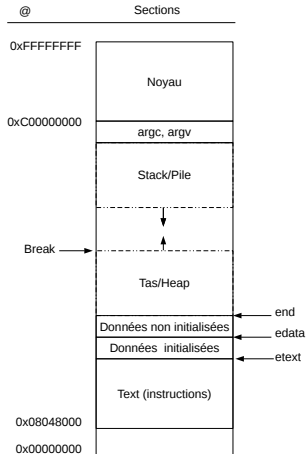 @ Sections
0xFFFFFFFF
Noyau
0xC00000000
argc, argv
Stack/Pile
Break
Tas/Heap
end
Données non initialisées
edata
Données initialisées
etext
Text (instructions)
0x08048000
0x00000000